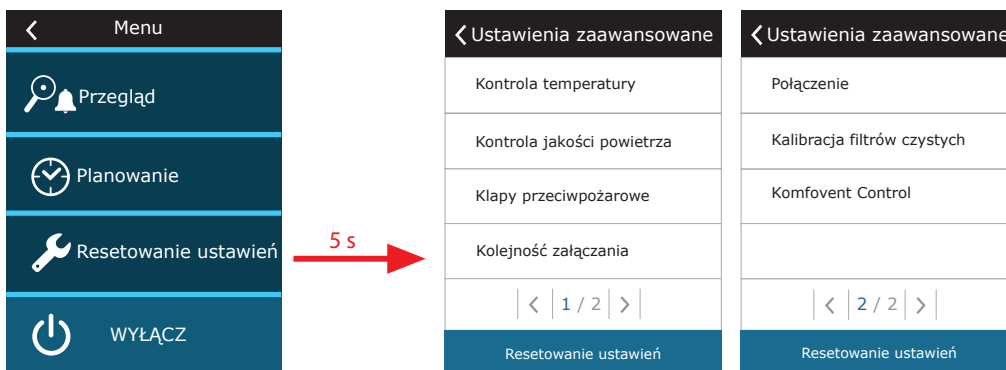 Menu
Przegląd
Planowanie
Resetowanie ustawień
WYŁĄCZ
5 s
Ustawienia zaawansowane
Kontrola temperatury
Kontrola jakości powietrza
Klapy przeciwpożarowe
Kolejność załączania
1 / 2
Resetowanie ustawień
Ustawienia zaawansowane
Połączenie
Kalibracja filtrów czystych
Komfovent Control
2 / 2
Resetowanie ustawień